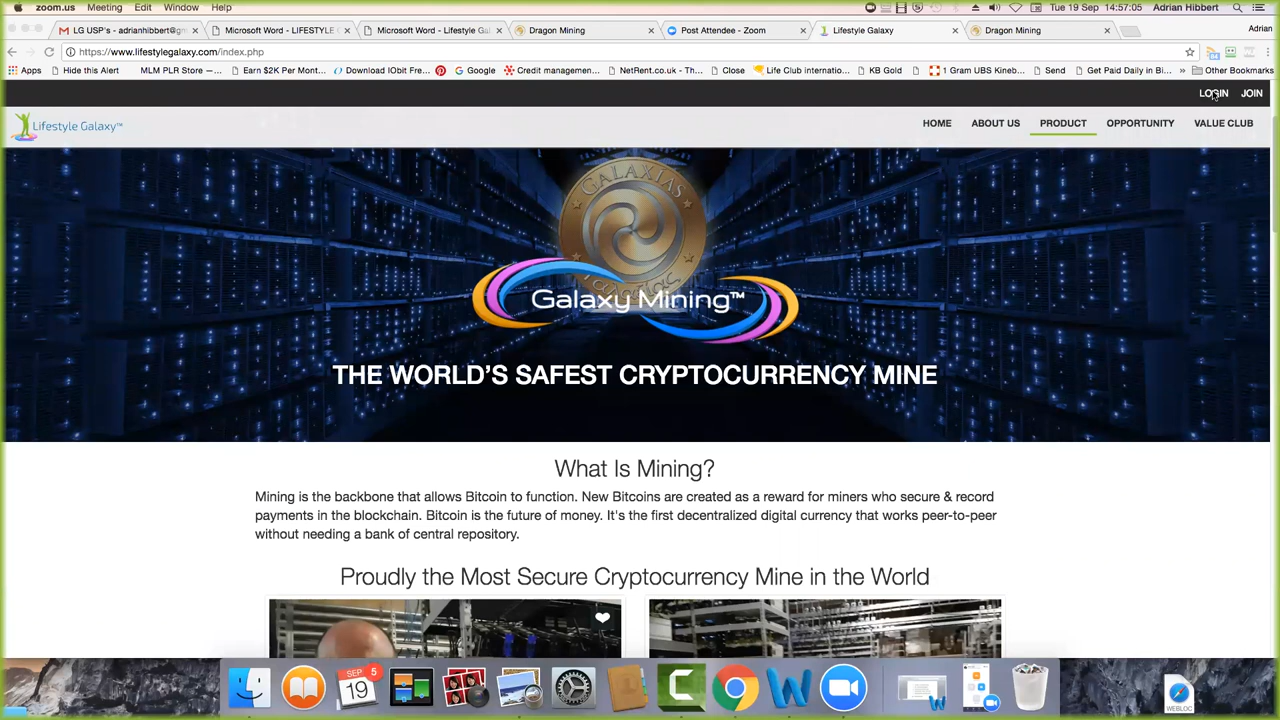 zoom.us Meeting Edit Window Help
Tue 19 Sep 14:57:05 Adrian Hibbert
LG USP's - adrianhibbert@gm
Microsoft Word - LIFESTYLE
Microsoft Word - Lifestyle Gal
Dragon Mining
Post Attendee - Zoom
Lifestyle Galaxy
Dragon Mining
Adrian
https://www.lifestylegalaxy.com/index.php
Apps
Hide this Alert
MLM PLR Store —...
Earn $2K Per Mont...
Download IObit Fre...
Google
Credit managemen...
NetRent.co.uk - Th...
Close
Life Club internatio...
KB Gold
1 Gram UBS Kineb...
Send
Get Paid Daily in Bi...
»
Other Bookmarks
LOGIN JOIN
Lifestyle Galaxy™
HOME ABOUT US PRODUCT OPPORTUNITY VALUE CLUB
GALAXIAS
Galaxy Mining™
THE WORLD'S SAFEST CRYPTOCURRENCY MINE
What Is Mining?
Mining is the backbone that allows Bitcoin to function. New Bitcoins are created as a reward for miners who secure & record
payments in the blockchain. Bitcoin is the future of money. It's the first decentralized digital currency that works peer-to-peer
without needing a bank of central repository.
Proudly the Most Secure Cryptocurrency Mine in the World
SEP 5
19
WEBLOC